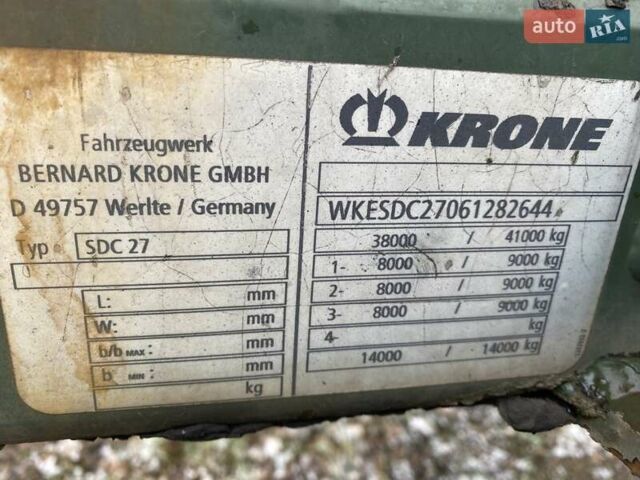 auto RIA .com
KRONE
Fahrzeugwerk
BERNARD KRONE GMBH
D 49757 Werlte / Germany
Typ SDC 27
L: mm
W: mm
b/b MAX: mm
b MIN: mm
kg
WKESDC27061282644
38000 / 41000 kg
1- 8000 / 9000 kg
2- 8000 / 9000 kg
3- 8000 / 9000 kg
4- kg
14000 / 14000 kg